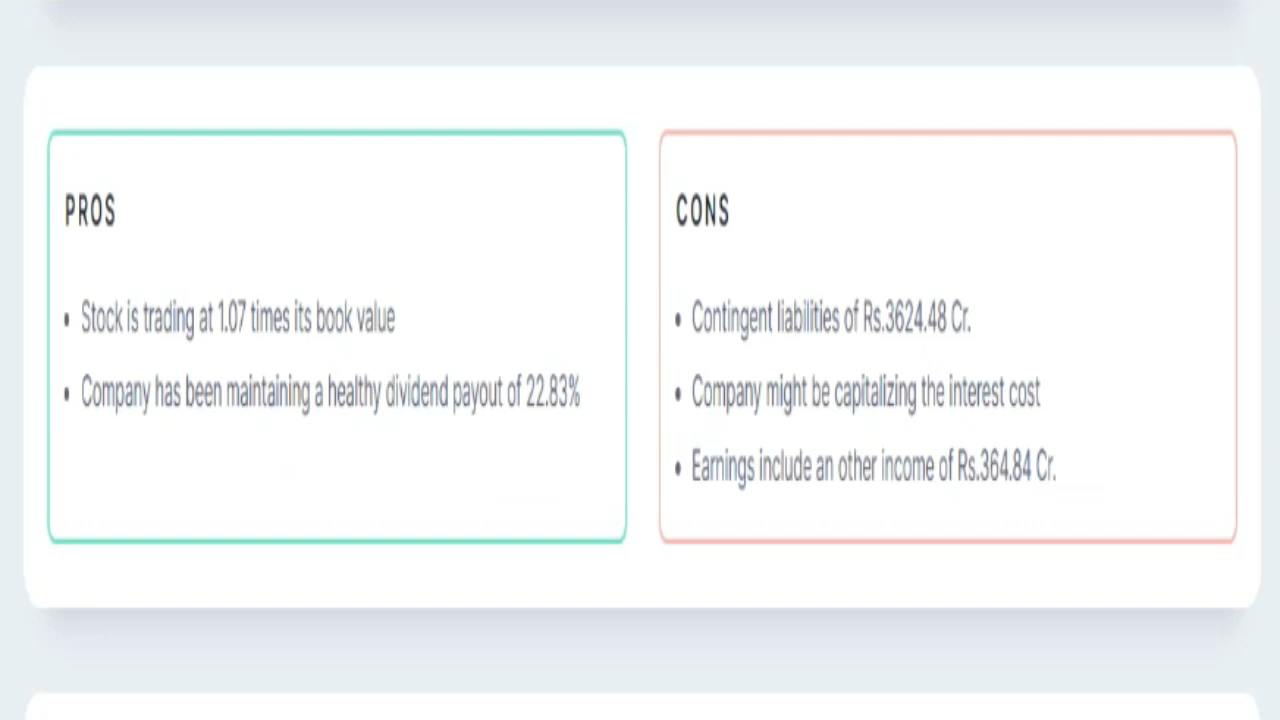 PROS
• Stock is trading at 1.07 times its book value
• Company has been maintaining a healthy dividend payout of 22.83%
CONS
• Contingent liabilities of Rs.3624.48 Cr.
• Company might be capitalizing the interest cost
• Earnings include an other income of Rs.364.84 Cr.